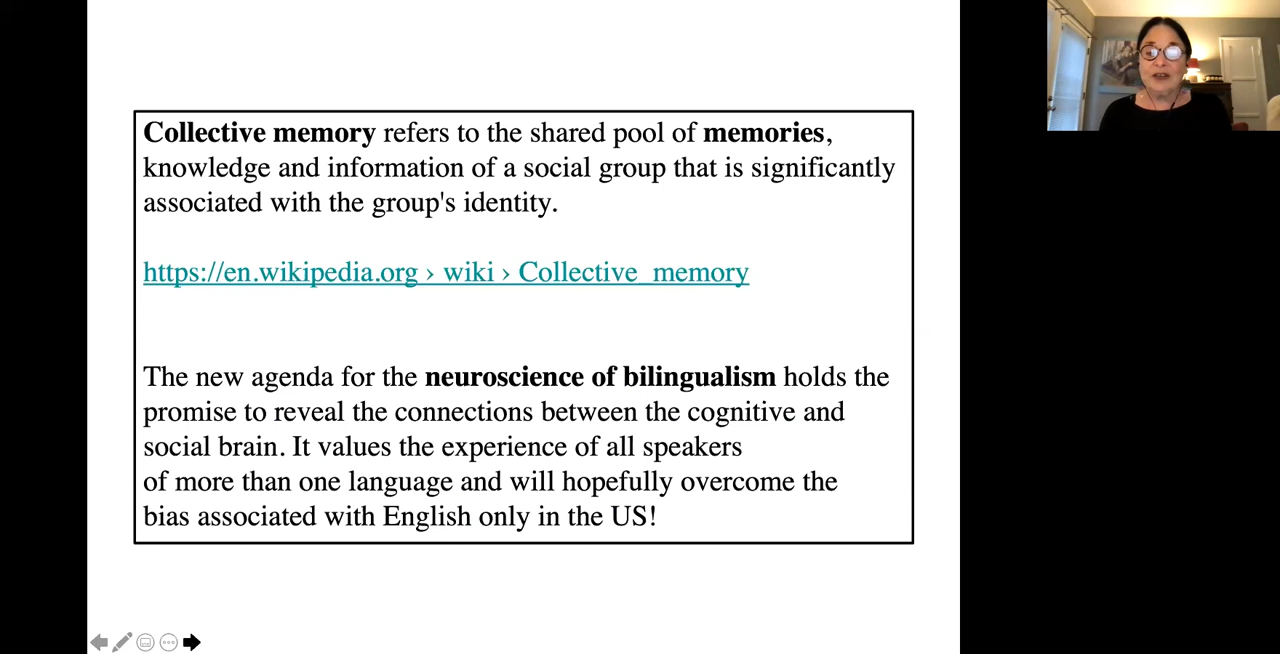 Collective memory refers to the shared pool of memories,
knowledge and information of a social group that is significantly
associated with the group's identity.
https://en.wikipedia.org › wiki › Collective_memory
The new agenda for the neuroscience of bilingualism holds the
promise to reveal the connections between the cognitive and
social brain. It values the experience of all speakers
of more than one language and will hopefully overcome the
bias associated with English only in the US!